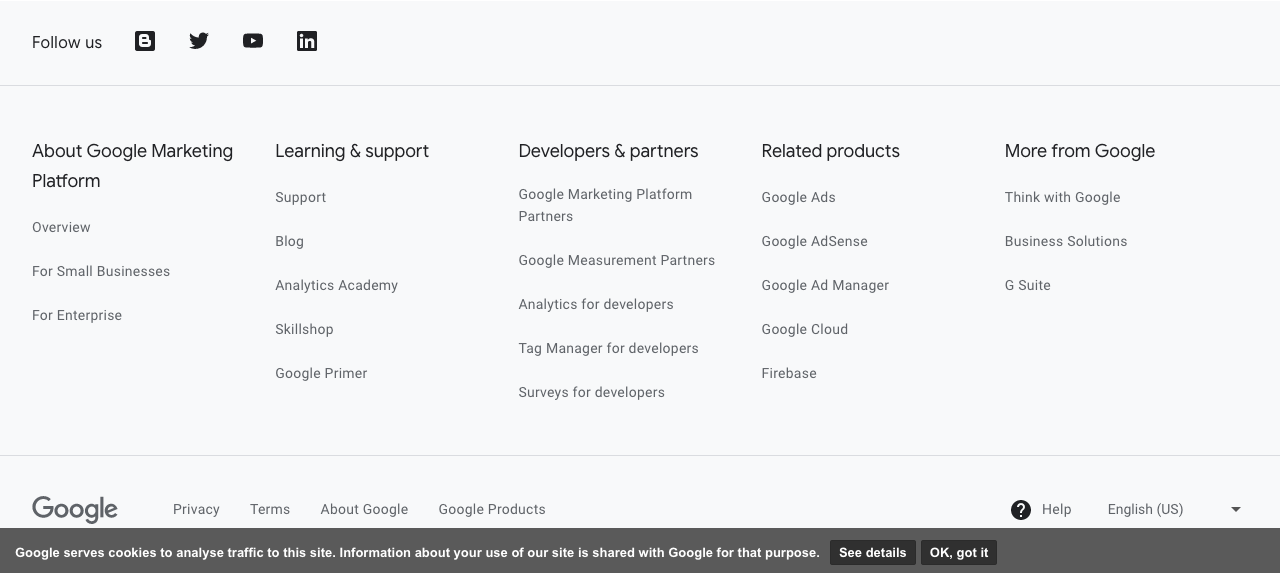 Follow us
About Google Marketing
Platform
Overview
For Small Businesses
For Enterprise
Learning & support
Support
Blog
Analytics Academy
Skillshop
Google Primer
Developers & partners
Google Marketing Platform
Partners
Google Measurement Partners
Analytics for developers
Tag Manager for developers
Surveys for developers
Related products
Google Ads
Google AdSense
Google Ad Manager
Google Cloud
Firebase
More from Google
Think with Google
Business Solutions
G Suite
Google Privacy Terms About Google Google Products Help English (US)
Google serves cookies to analyse traffic to this site. Information about your use of our site is shared with Google for that purpose. See details OK, got it